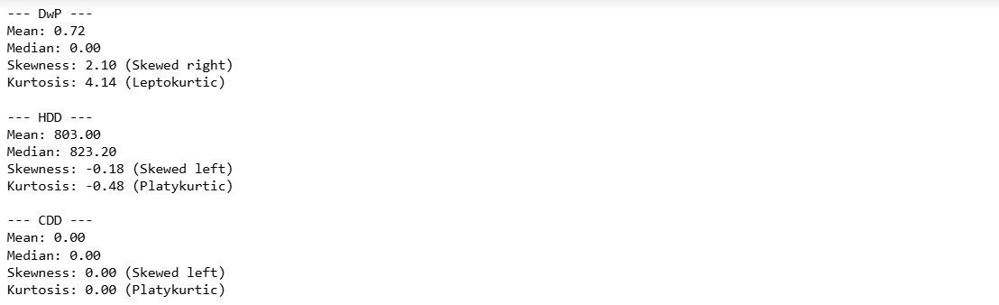 --- DwP ---
Mean: 0.72
Median: 0.00
Skewness: 2.10 (Skewed right)
Kurtosis: 4.14 (Leptokurtic)
--- HDD ---
Mean: 803.00
Median: 823.20
Skewness: -0.18 (Skewed left)
Kurtosis: -0.48 (Platykurtic)
--- CDD ---
Mean: 0.00
Median: 0.00
Skewness: 0.00 (Skewed left)
Kurtosis: 0.00 (Platykurtic)